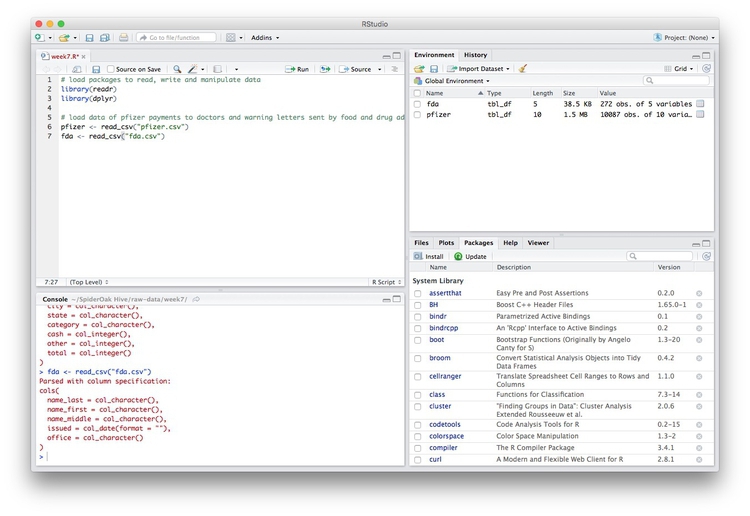 RStudio
Go to file/function
Addins
Project: (None)
week7.R*
Source on Save
Run
Source
1 # load packages to read, write and manipulate data
2 library(readr)
3 library(dplyr)
4
5 # load data of pfizer payments to doctors and warning letters sent by food and drug ad
6 pfizer <- read_csv("pfizer.csv")
7 fda <- read_csv("fda.csv")
7:27 (Top Level) R Script
Console ~/SpiderOak Hive/raw-data/week7/
city = col_character(),
state = col_character(),
category = col_character(),
cash = col_integer(),
other = col_integer(),
total = col_integer()
)
> fda <- read_csv("fda.csv")
Parsed with column specification:
cols(
name_last = col_character(),
name_first = col_character(),
name_middle = col_character(),
issued = col_date(format = ""),
office = col_character()
)
>
Environment History
Import Dataset Grid
Global Environment
Name Type Length Size Value
fda tbl_df 5 38.5 KB 272 obs. of 5 variables
pfizer tbl_df 10 1.5 MB 10087 obs. of 10 varia…
Files Plots Packages Help Viewer
Install Update
Name Description Version
System Library
assertthat Easy Pre and Post Assertions 0.2.0
BH Boost C++ Header Files 1.65.0-1
bindr Parametrized Active Bindings 0.1
bindrcpp An 'Rcpp' Interface to Active Bindings 0.2
boot Bootstrap Functions (Originally by Angelo 1.3-20
Canty for S)
broom Convert Statistical Analysis Objects into Tidy 0.4.2
Data Frames
cellranger Translate Spreadsheet Cell Ranges to Rows and 1.1.0
Columns
class Functions for Classification 7.3-14
cluster "Finding Groups in Data": Cluster Analysis 2.0.6
Extended Rousseeuw et al.
codetools Code Analysis Tools for R 0.2-15
colorspace Color Space Manipulation 1.3-2
compiler The R Compiler Package 3.4.1
curl A Modern and Flexible Web Client for R 2.8.1